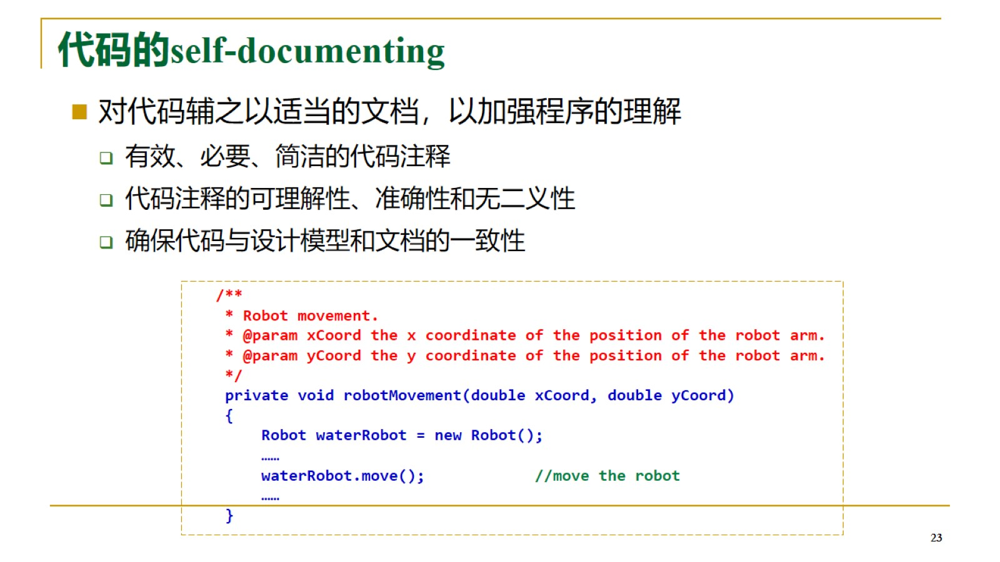 代码的self-documenting
对代码辅之以适当的文档，以加强程序的理解
有效、必要、简洁的代码注释
代码注释的可理解性、准确性和无二义性
确保代码与设计模型和文档的一致性
/**
* Robot movement.
* @param xCoord the x coordinate of the position of the robot arm.
* @param yCoord the y coordinate of the position of the robot arm.
*/
private void robotMovement(double xCoord, double yCoord)
{
Robot waterRobot = new Robot();
……
waterRobot.move(); //move the robot
……
}
23